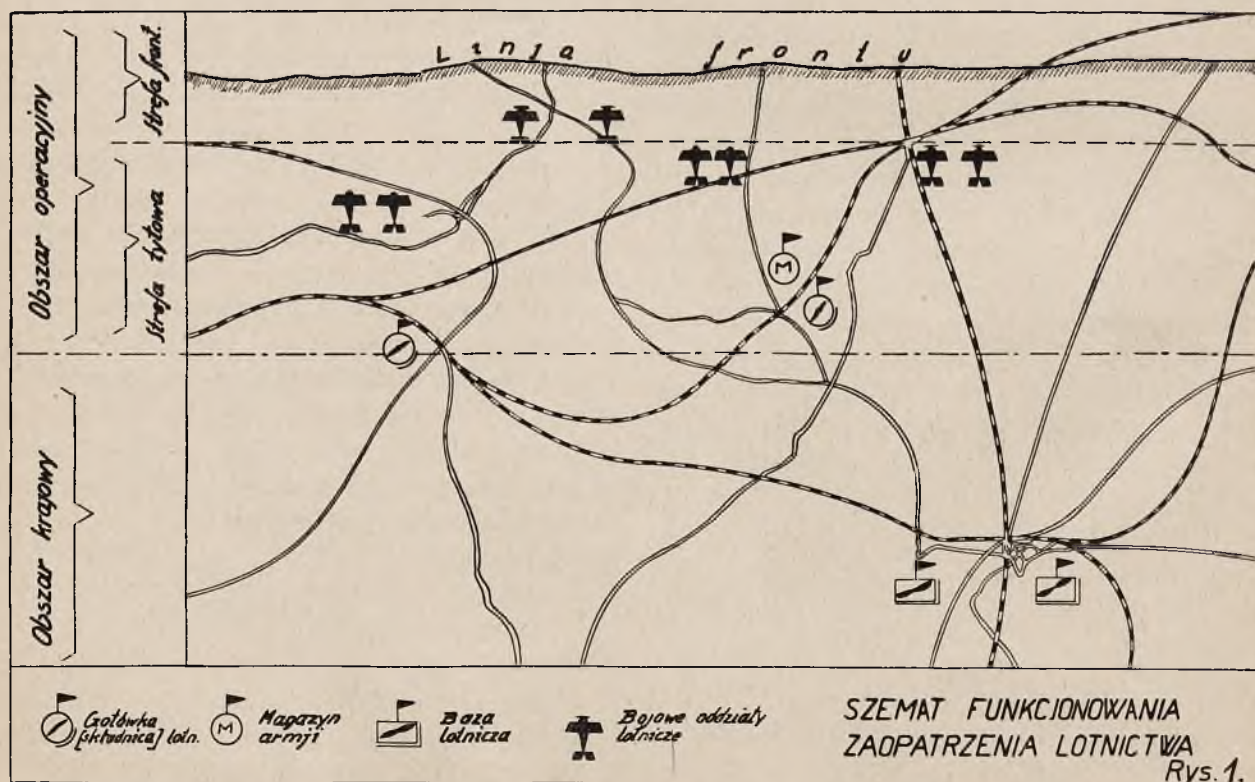 Linja frontu
Obszar operacyjny
Strefa front.
Strefa tyłowa
Obszar krajowy
M
Gołówka
[składnica] lotn.
M
Magazyn
armji
Baza
lotnicza
Bojowe oddziały
lotnicze
SZEMAT FUNKCJONOWANIA
ZAOPATRZENIA LOTNICTWA
Rys. 1.